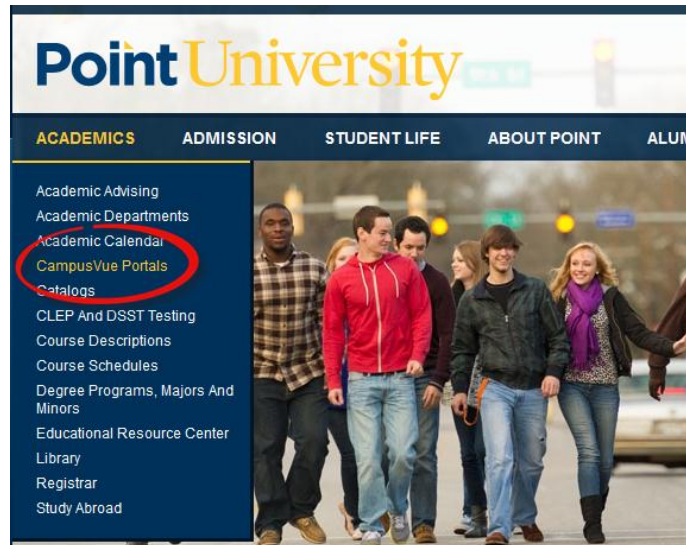 Point University
ACADEMICS ADMISSION STUDENT LIFE ABOUT POINT
Academic Advising
Academic Departments
Academic Calendar
CampusVue Portals
Catalogs
CLEP And DSST Testing
Course Descriptions
Course Schedules
Degree Programs, Majors And
Minors
Educational Resource Center
Library
Registrar
Study Abroad